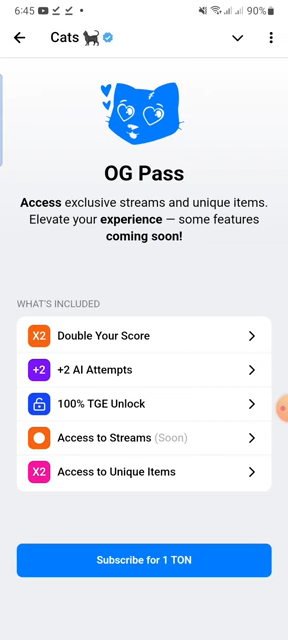 6:45 90%
Cats
OG Pass
Access exclusive streams and unique items.
Elevate your experience — some features
coming soon!
WHAT'S INCLUDED
X2 Double Your Score
+2 +2 AI Attempts
100% TGE Unlock
Access to Streams (Soon)
X2 Access to Unique Items
Subscribe for 1 TON